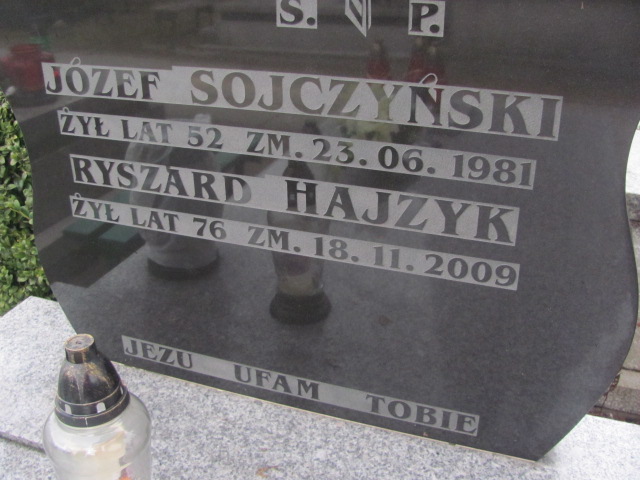 Ś. P.
JÓZEF SOJCZYŃSKI
ŻYŁ LAT 52 ZM. 23. 06. 1981
RYSZARD HAJZYK
ŻYŁ LAT 76 ZM. 18. 11. 2009
JEZU UFAM TOBIE